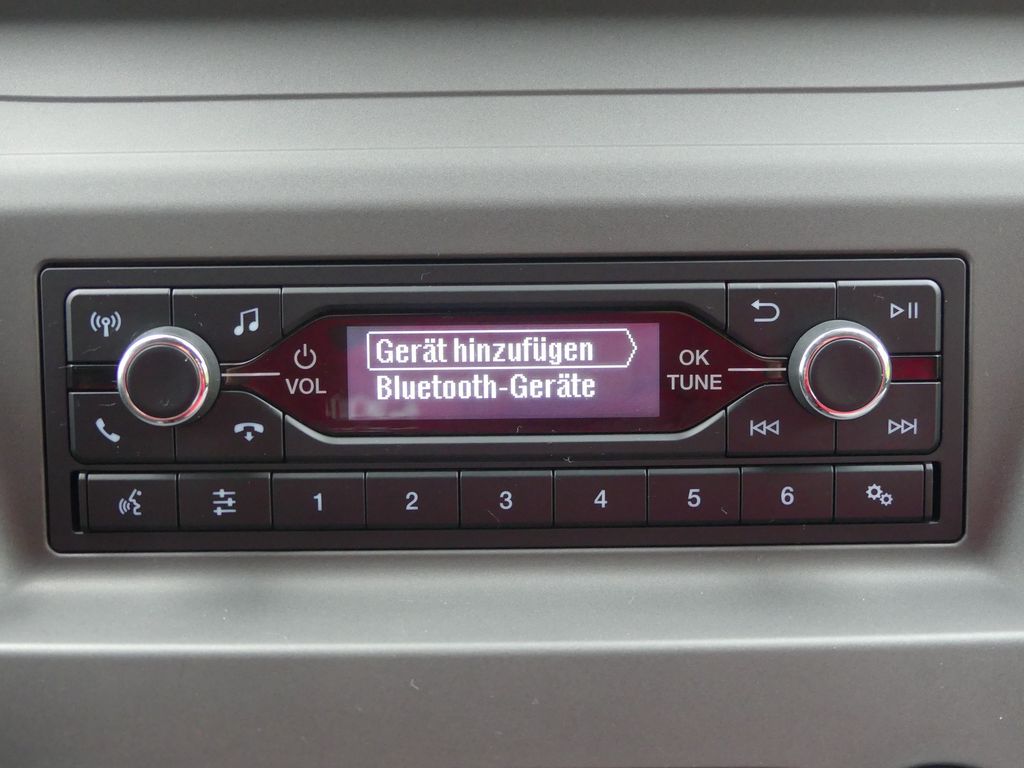 VOL
Gerät hinzufügen
Bluetooth-Geräte
OK
TUNE
1 2 3 4 5 6